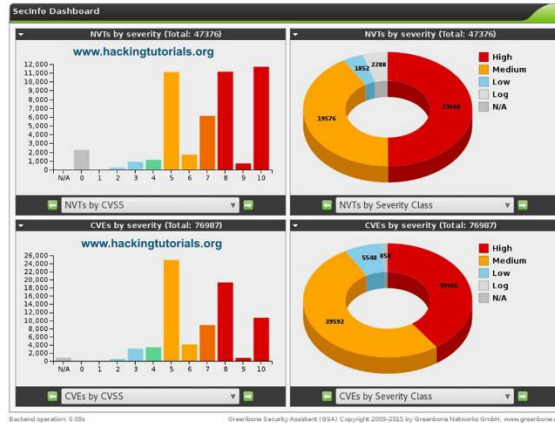 SecInfo Dashboard
NVTs by severity (Total: 47376)
www.hackingtutorials.org
12,000
11,000
10,000
9,000
8,000
7,000
6,000
5,000
4,000
3,000
2,000
1,000
0
N/A 0 1 2 3 4 5 6 7 8 9 10
NVTs by CVSS
NVTs by severity (Total: 47376)
1852
2280
19576
High
Medium
Low
Log
N/A
NVTs by Severity Class
CVEs by severity (Total: 76987)
www.hackingtutorials.org
26,000
24,000
22,000
20,000
18,000
16,000
14,000
12,000
10,000
8,000
6,000
4,000
2,000
0
N/A 0 1 2 3 4 5 6 7 8 9 10
CVEs by CVSS
CVEs by severity (Total: 76987)
5548
39592
High
Medium
Low
Log
N/A
CVEs by Severity Class
Backend operation: 0.09s
Greenbone Security Assistant (GSA) Copyright 2009-2015 by Greenbone Networks GmbH, www.greenbone.